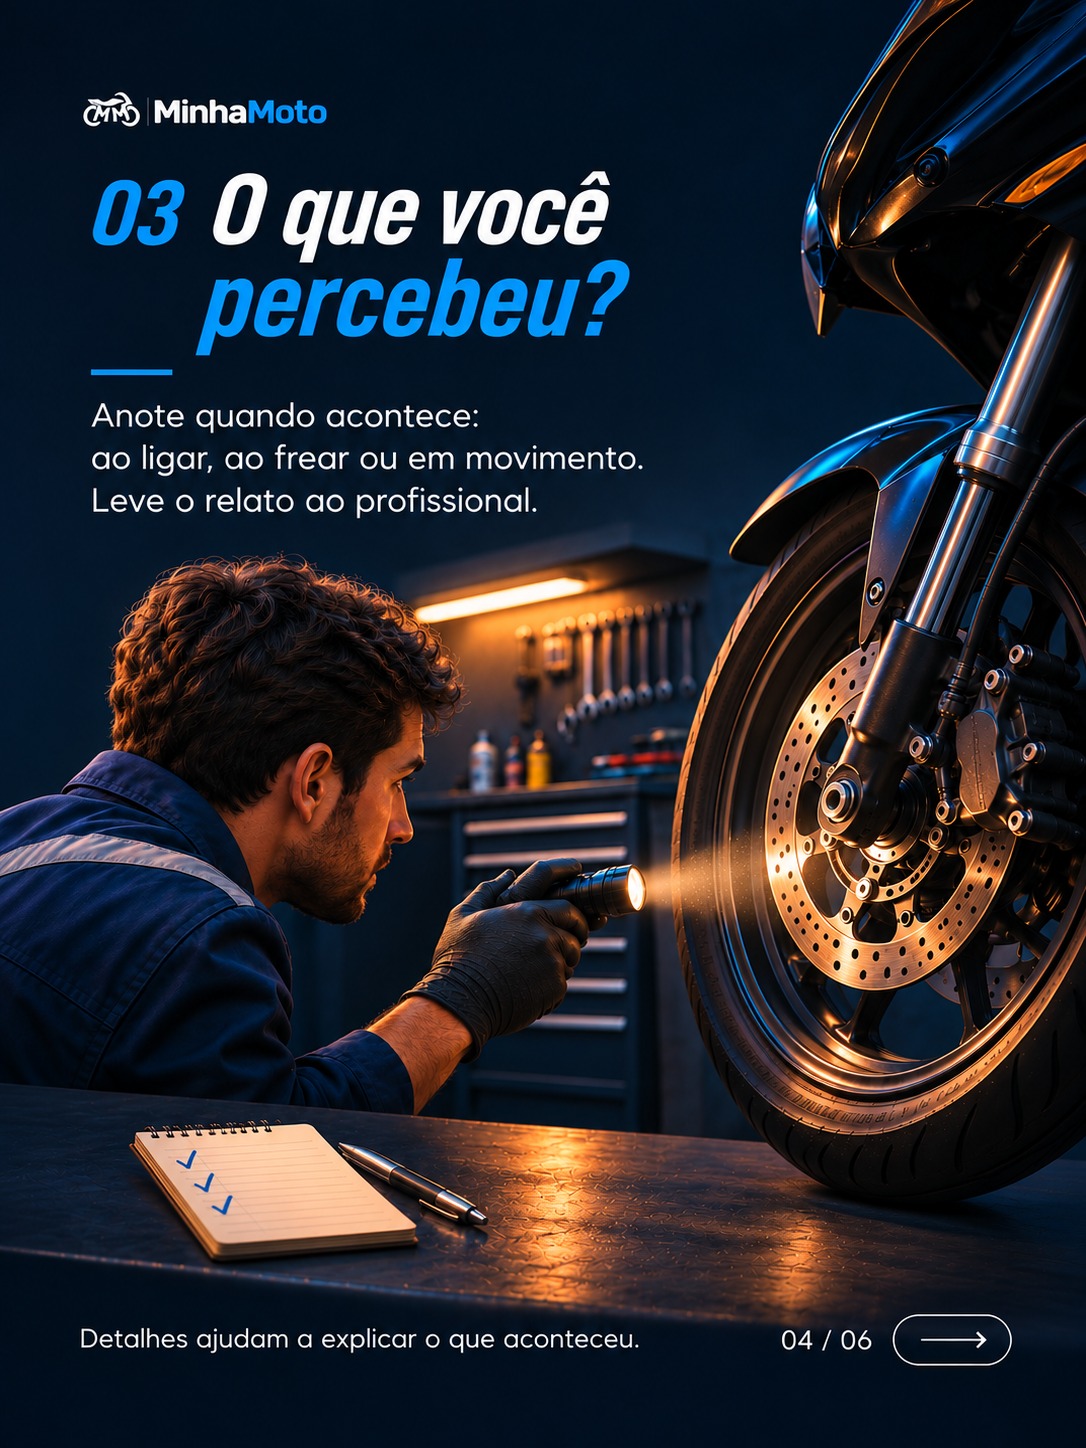 MM MinhaMoto
03 O que você
percebeu?
Anote quando acontece:
ao ligar, ao frear ou em movimento.
Leve o relato ao profissional.
Detalhes ajudam a explicar o que aconteceu.
04 / 06